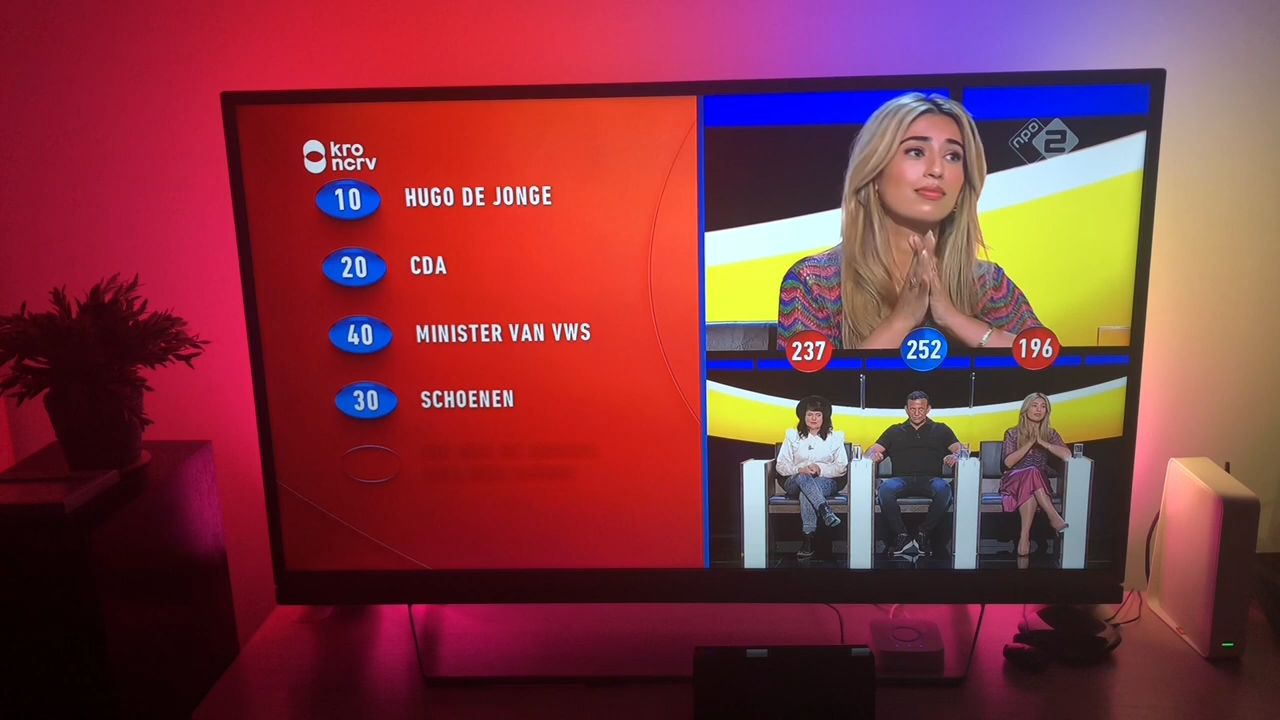 kro
ncrv
10 HUGO DE JONGE
20 CDA
40 MINISTER VAN VWS
30 SCHOENEN
npo 2
237 252 196